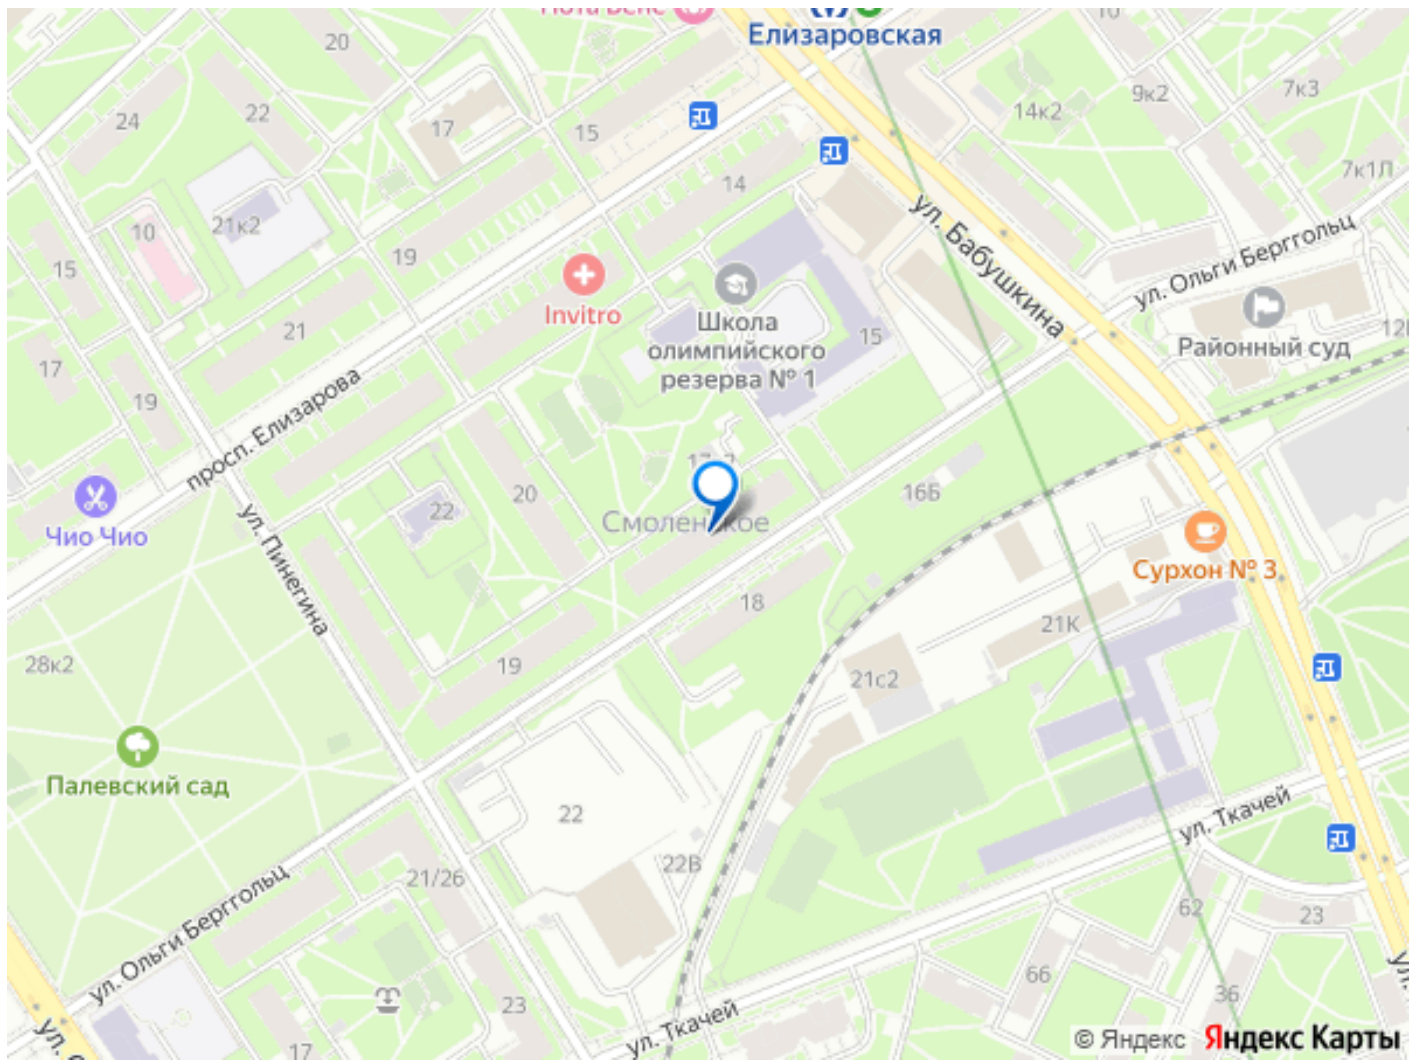 Елизаровская
10
20
24
22
17
15
14к2
9к2
7к3
14
7к1Л
10
21к2
15
19
ул. Бабушкина
ул. Ольги Берггольц
Invitro
Школа
олимпийского
резерва № 1
15
Районный суд
21
17
19
просп. Елизарова
Чио Чио
ул. Пинегина
22
20
Смоленское
16Б
Сурхон № 3
18
21К
28к2
19
21с2
Палевский сад
22
ул. Ткачей
22В
21/26
ул. Ольги Берггольц
62
23
66
36
23
17
ул. Ткачей
© Яндекс Яндекс Карты